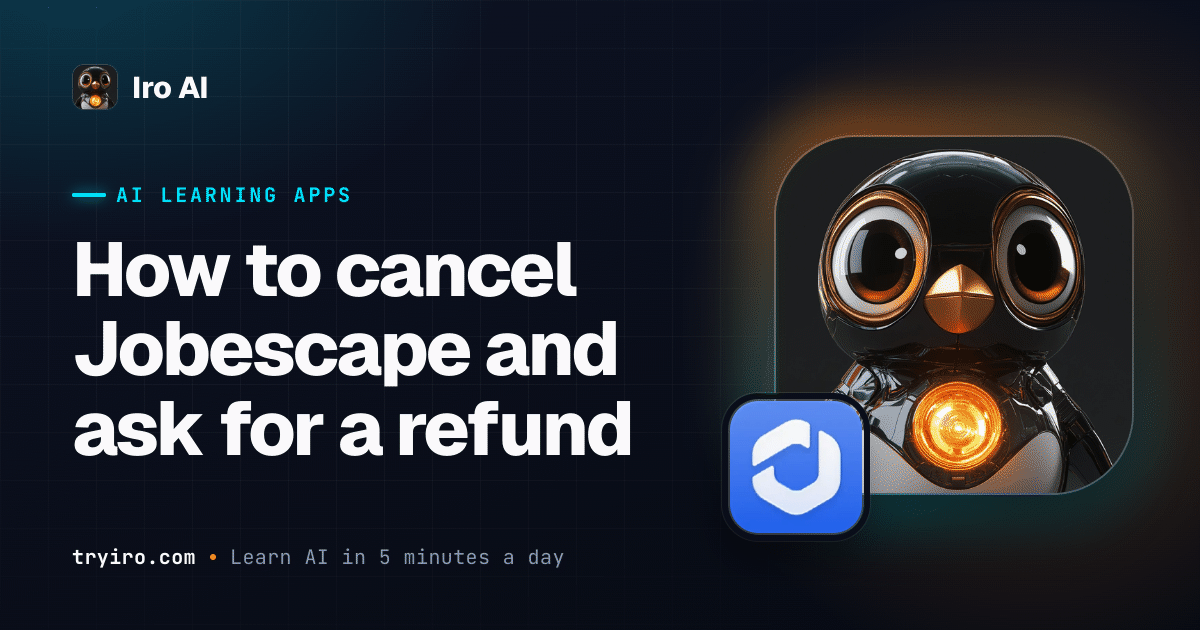 Iro AI
AI LEARNING APPS
How to cancel
Jobescape and
ask for a refund
tryiro.com • Learn AI in 5 minutes a day